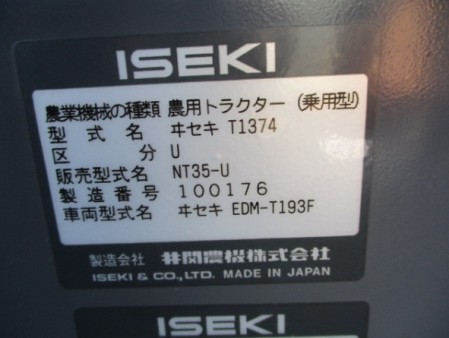 ISEKI
農業機械の種類 農用トラクター (乗用型)
型式名 ヰセキ T1374
区分 U
販売型式名 NT35-U
製造番号 100176
車両型式名 ヰセキ EDM-T193F
製造会社 井関農機株式会社
ISEKI & CO., LTD. MADE IN JAPAN
ISEKI